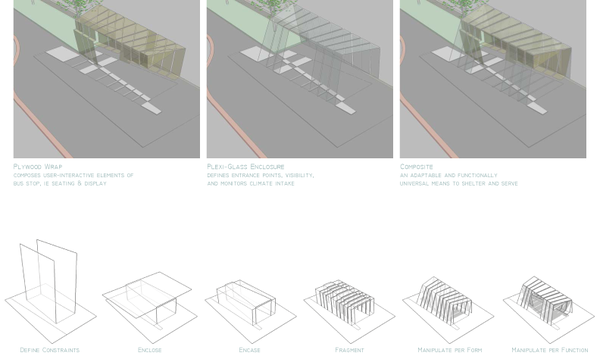 Plywood Wrap
composes user-interactive elements of
bus stop, ie seating & display
Plexi-Glass Enclosure
defines entrance points, visibility,
and monitors climate intake
Composite
an adaptable and functionally
universal means to shelter and serve
Define Constraints
Enclose
Encase
Fragment
Manipulate per Form
Manipulate per Function